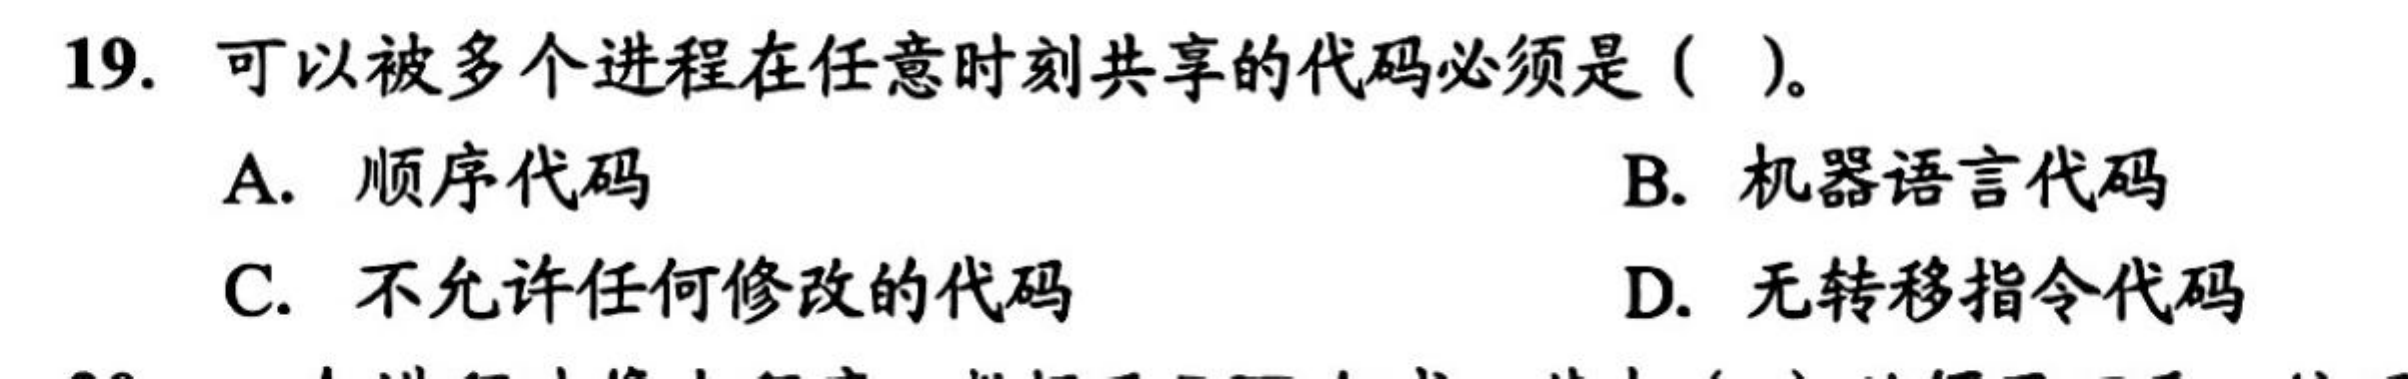 19. 可以被多个进程在任意时刻共享的代码必须是（ ）。
A. 顺序代码 B. 机器语言代码
C. 不允许任何修改的代码 D. 无转移指令代码